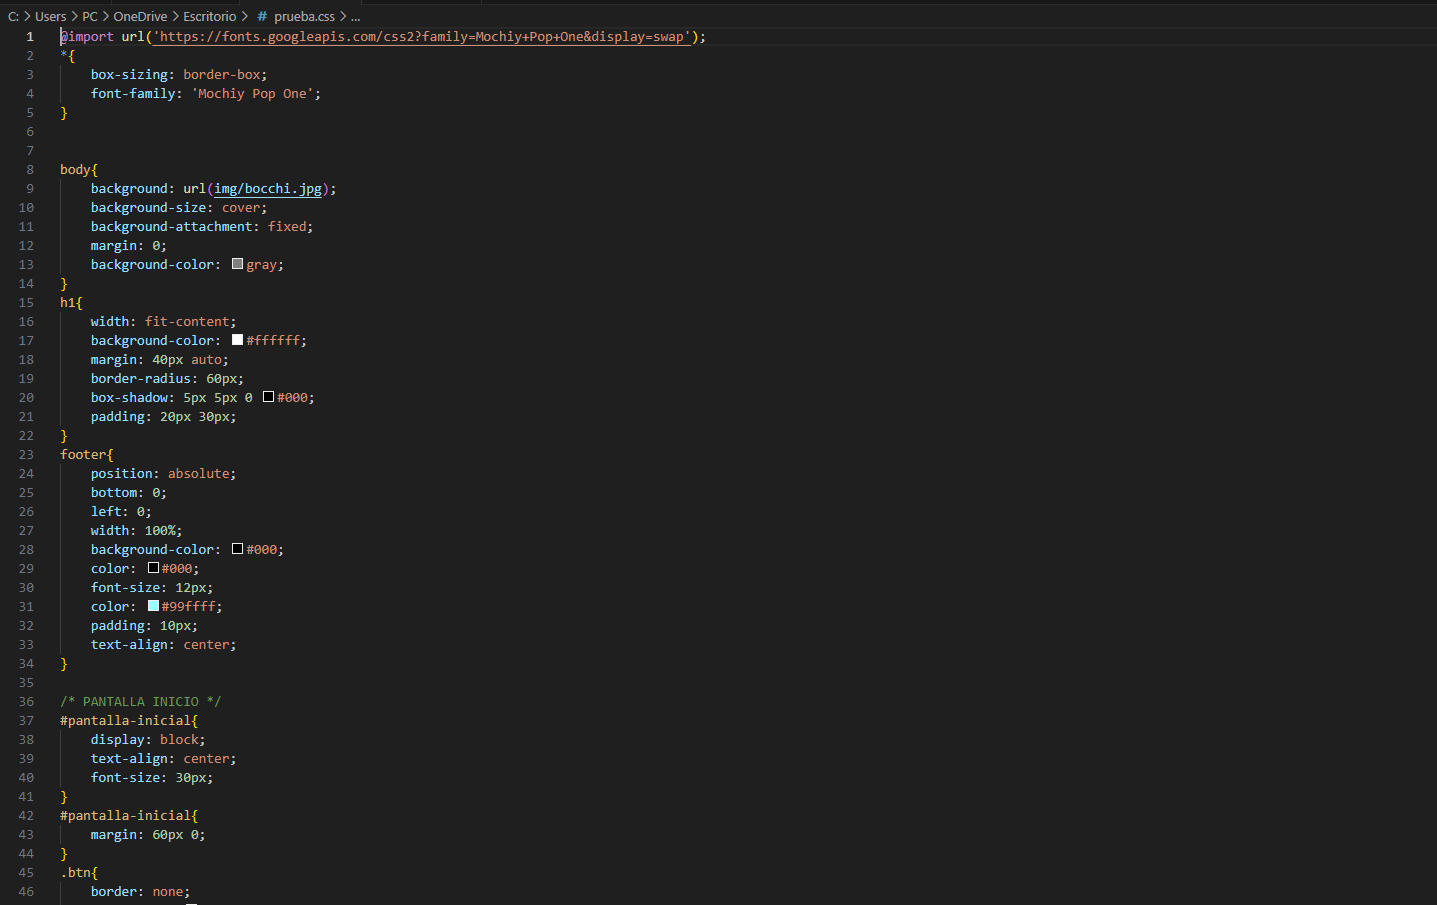 C: > Users > PC > OneDrive > Escritorio > # prueba.css > ...
1 @import url('https://fonts.googleapis.com/css2?family=Mochiy+Pop+One&display=swap');
2 *{
3     box-sizing: border-box;
4     font-family: 'Mochiy Pop One';
5 }
6
7
8 body{
9     background: url(img/bocchi.jpg);
10     background-size: cover;
11     background-attachment: fixed;
12     margin: 0;
13     background-color: gray;
14 }
15 h1{
16     width: fit-content;
17     background-color: #ffffff;
18     margin: 40px auto;
19     border-radius: 60px;
20     box-shadow: 5px 5px 0 #000;
21     padding: 20px 30px;
22 }
23 footer{
24     position: absolute;
25     bottom: 0;
26     left: 0;
27     width: 100%;
28     background-color: #000;
29     color: #000;
30     font-size: 12px;
31     color: #99ffff;
32     padding: 10px;
33     text-align: center;
34 }
35
36 /* PANTALLA INICIO */
37 #pantalla-inicial{
38     display: block;
39     text-align: center;
40     font-size: 30px;
41 }
42 #pantalla-inicial{
43     margin: 60px 0;
44 }
45 .btn{
46     border: none;